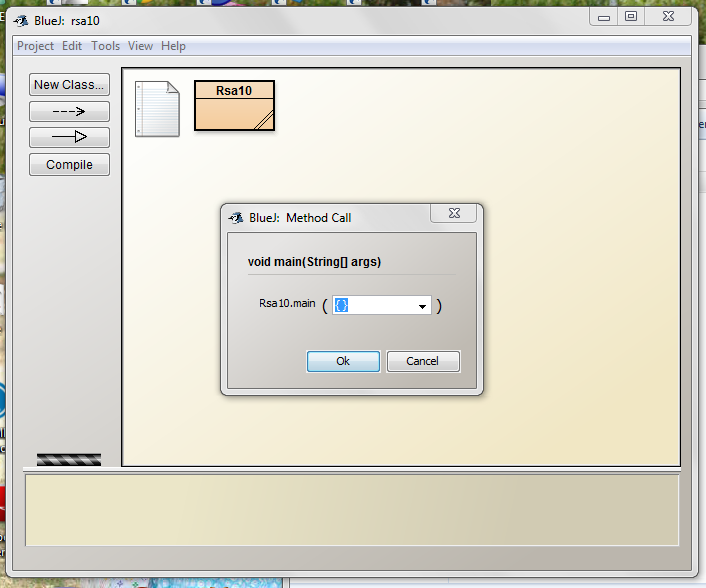 BlueJ: rsa10
Project Edit Tools View Help
New Class...
Compile
Rsa10
BlueJ: Method Call
void main(String[] args)
Rsa10.main ( {} )
Ok Cancel